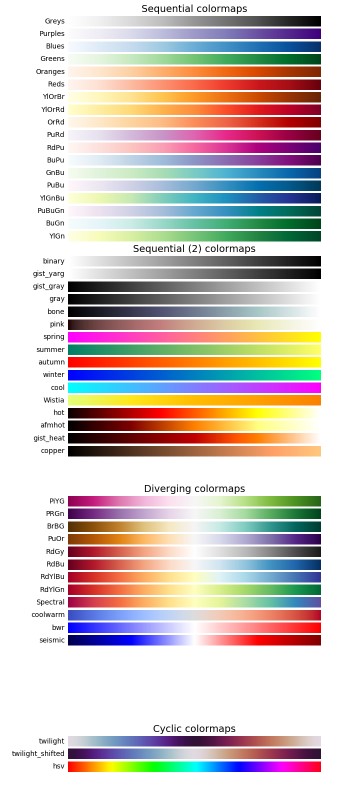 Sequential colormaps
Greys
Purples
Blues
Greens
Oranges
Reds
YlOrBr
YlOrRd
OrRd
PuRd
RdPu
BuPu
GnBu
PuBu
YlGnBu
PuBuGn
BuGn
YlGn
Sequential (2) colormaps
binary
gist_yarg
gist_gray
gray
bone
pink
spring
summer
autumn
winter
cool
Wistia
hot
afmhot
gist_heat
copper
Diverging colormaps
PiYG
PRGn
BrBG
PuOr
RdGy
RdBu
RdYlBu
RdYlGn
Spectral
coolwarm
bwr
seismic
Cyclic colormaps
twilight
twilight_shifted
hsv